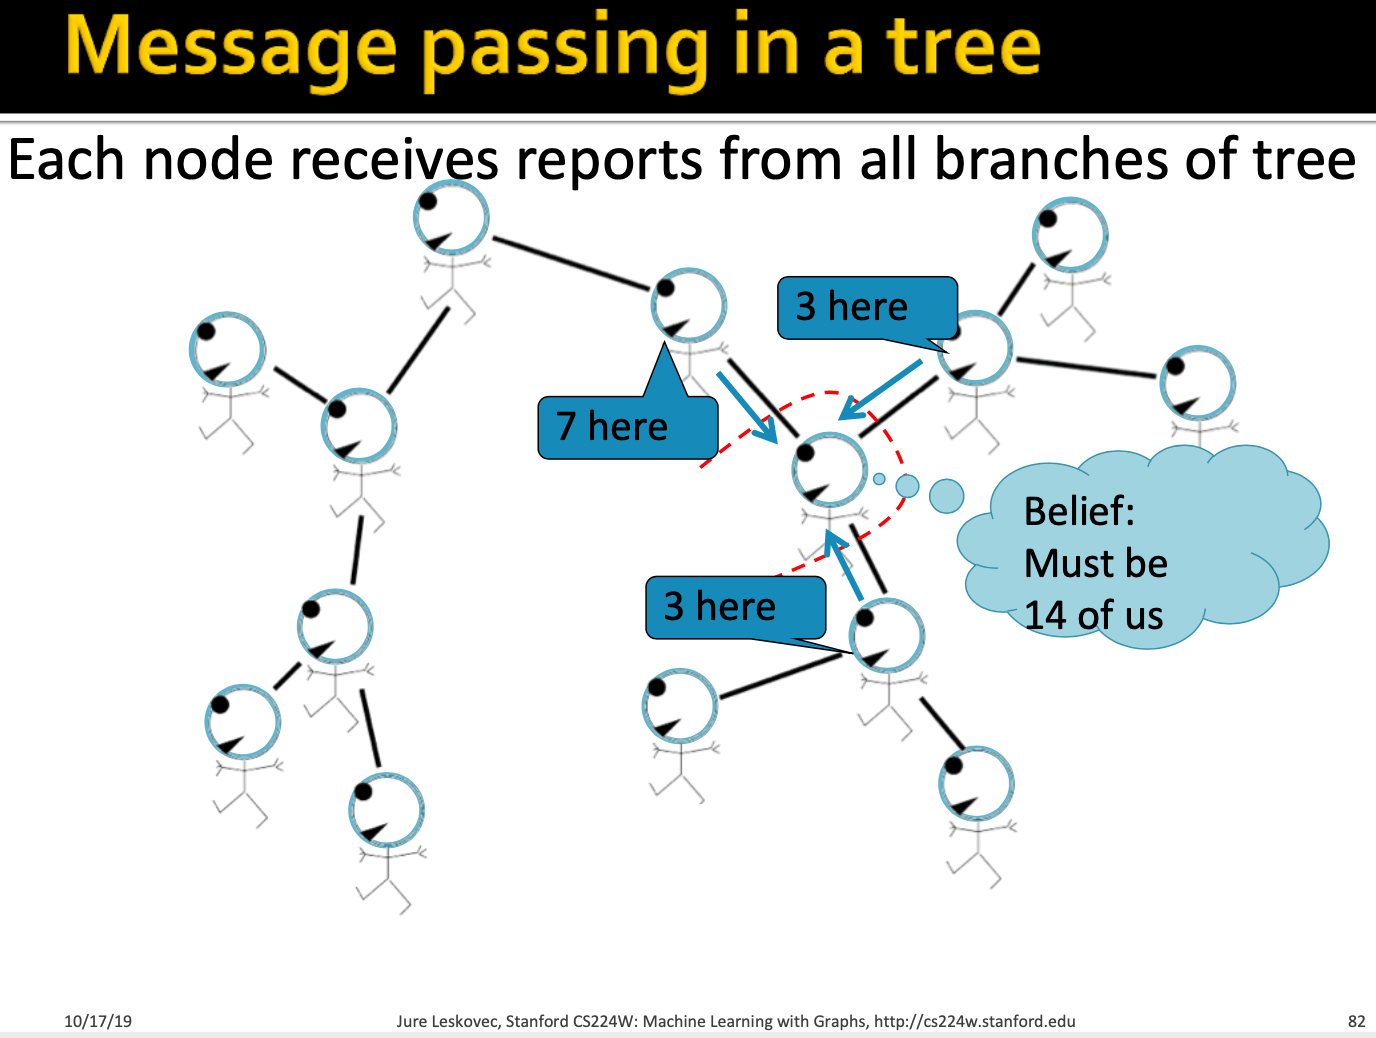 Message passing in a tree
Each node receives reports from all branches of tree
3 here
7 here
Belief:
Must be
14 of us
3 here
10/17/19
Jure Leskovec, Stanford CS224W: Machine Learning with Graphs, http://cs224w.stanford.edu
82